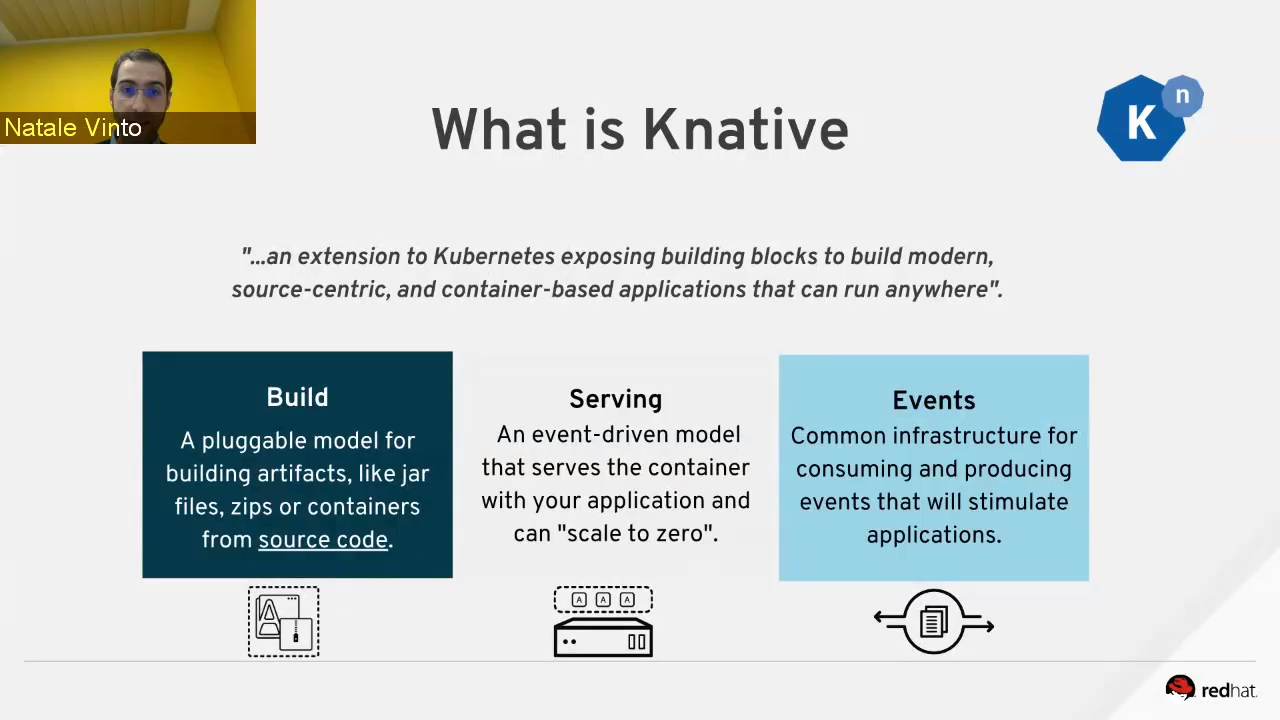 Natale Vinto
What is Knative
K
n
"...an extension to Kubernetes exposing building blocks to build modern,
source-centric, and container-based applications that can run anywhere".
Build
A pluggable model for
building artifacts, like jar
files, zips or containers
from source code.
Serving
An event-driven model
that serves the container
with your application and
can "scale to zero".
Events
Common infrastructure for
consuming and producing
events that will stimulate
applications.
A
A A A
redhat.